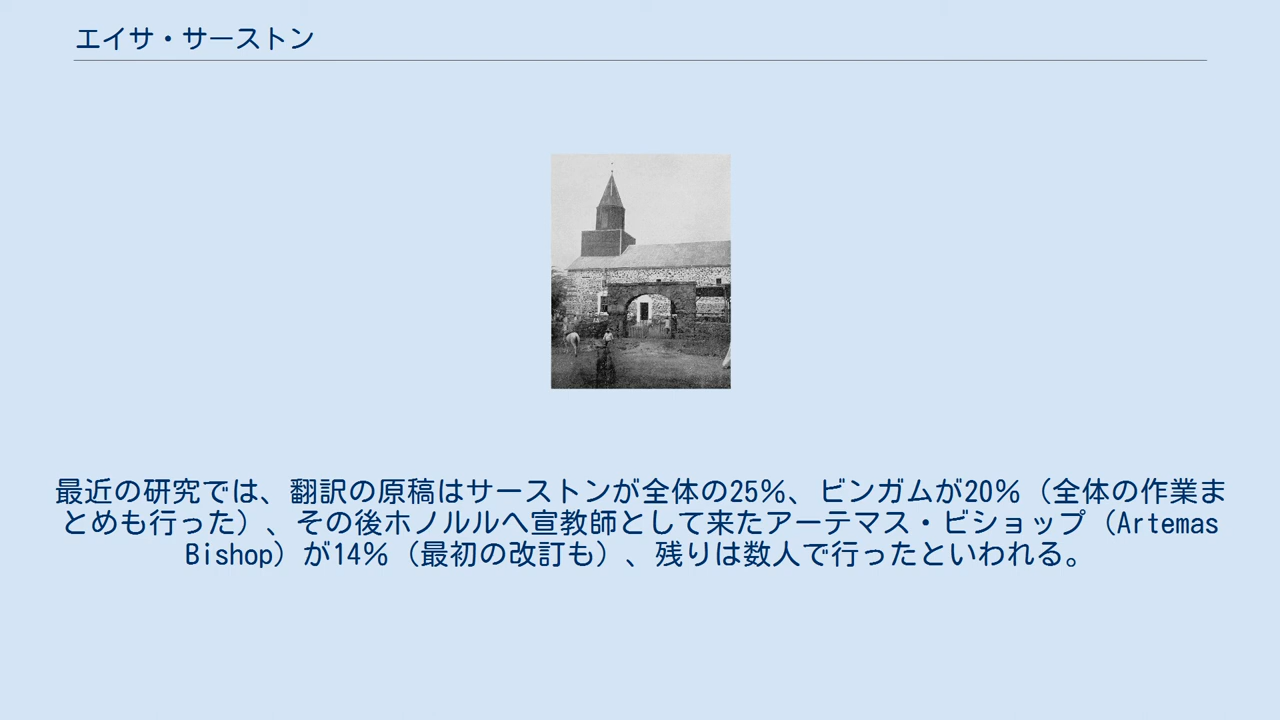 エイサ・サーストン
最近の研究では、翻訳の原稿はサーストンが全体の25％、ビンガムが20％（全体の作業ま
とめも行った）、その後ホノルルへ宣教師として来たアーテマス・ビショップ（Artemas
Bishop）が14％（最初の改訂も）、残りは数人で行ったといわれる。